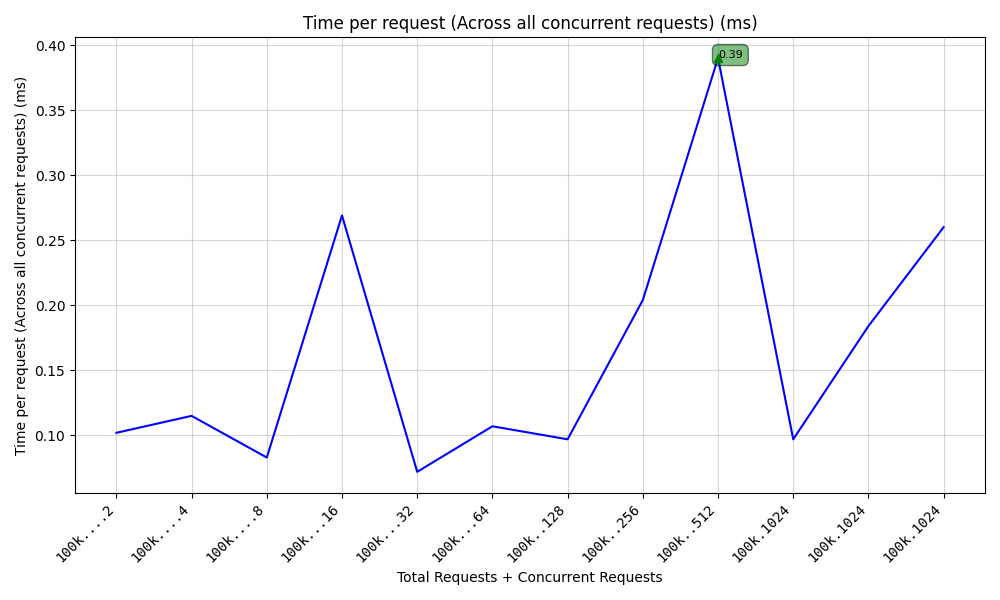 Time per request (Across all concurrent requests) (ms)
Time per request (Across all concurrent requests) (ms)
0.40
0.35
0.30
0.25
0.20
0.15
0.10
0.39
100k....2
100k....4
100k....8
100k...16
100k...32
100k...64
100k..128
100k..256
100k..512
100k.1024
100k.1024
100k.1024
Total Requests + Concurrent Requests